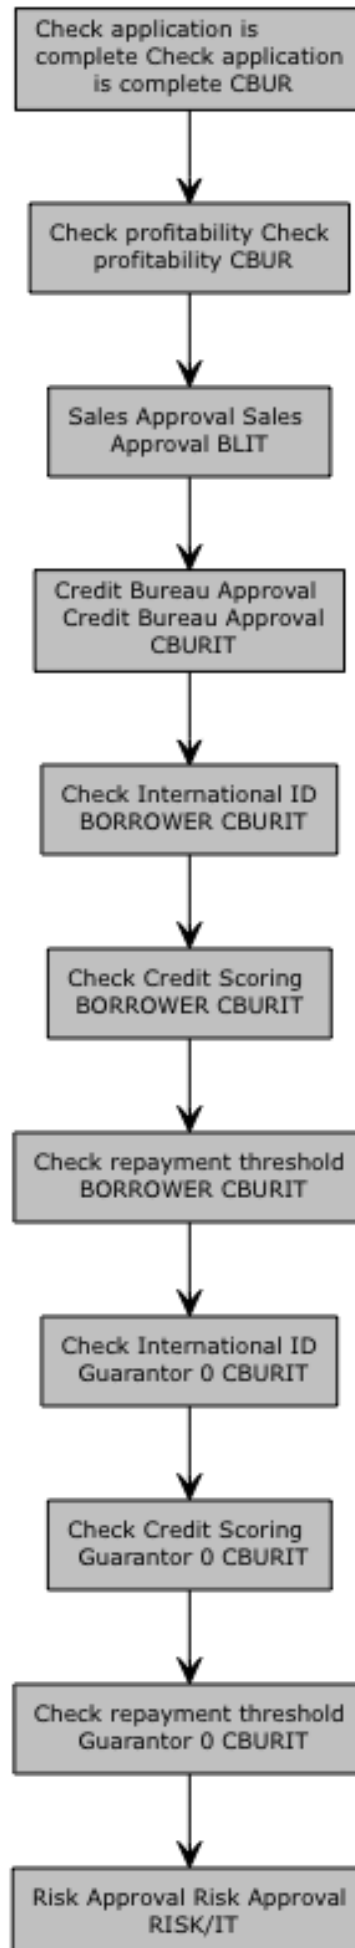 Check application is
complete Check application
is complete CBUR
Check profitability Check
profitability CBUR
Sales Approval Sales
Approval BLIT
Credit Bureau Approval
Credit Bureau Approval
CBURIT
Check International ID
BORROWER CBURIT
Check Credit Scoring
BORROWER CBURIT
Check repayment threshold
BORROWER CBURIT
Check International ID
Guarantor 0 CBURIT
Check Credit Scoring
Guarantor 0 CBURIT
Check repayment threshold
Guarantor 0 CBURIT
Risk Approval Risk Approval
RISK/IT